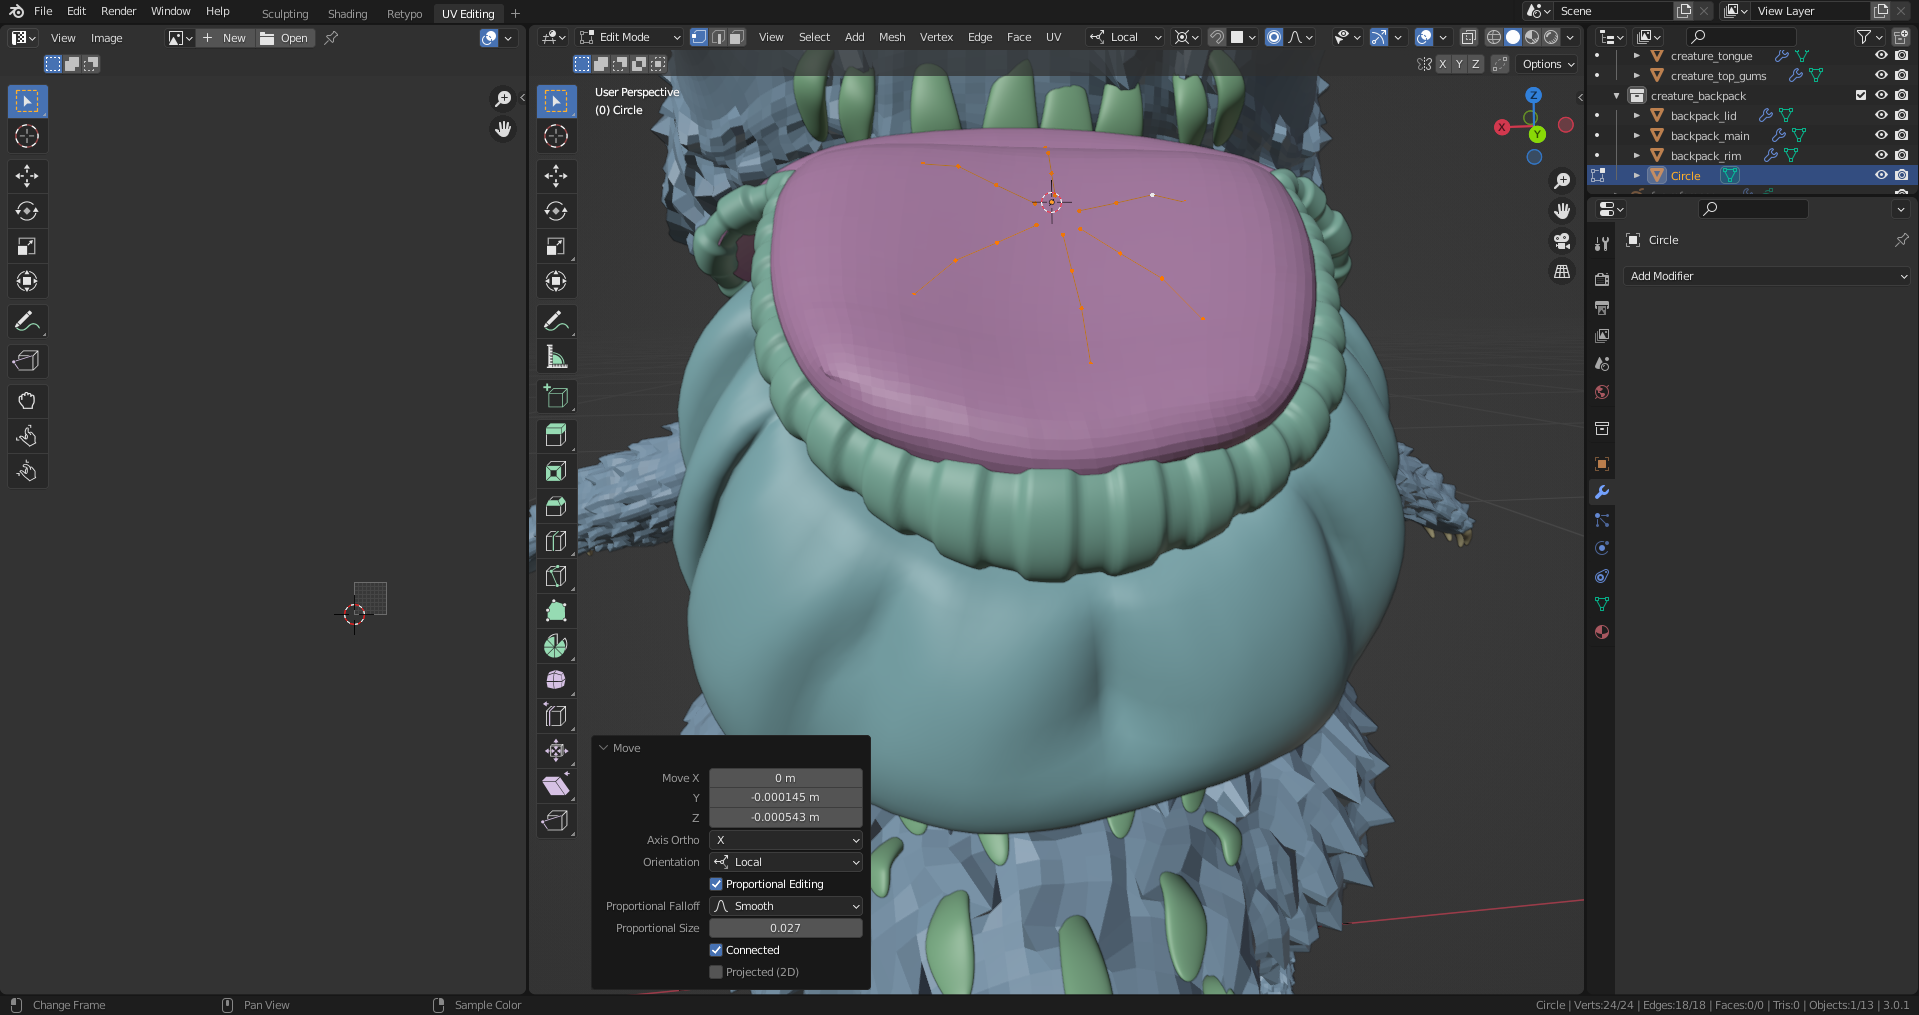 File Edit Render Window Help Sculpting Shading Retypo UV Editing Scene View Layer
View Image New Open Edit Mode View Select Add Mesh Vertex Edge Face UV Local
X Y Z Options
User Perspective
(0) Circle
Z
X
Y
creature_tongue
creature_top_gums
creature_backpack
backpack_lid
backpack_main
backpack_rim
Circle
Circle
Add Modifier
Move
Move X 0 m
Y -0.000145 m
Z -0.000543 m
Axis Ortho X
Orientation Local
Proportional Editing
Proportional Falloff Smooth
Proportional Size 0.027
Connected
Projected (2D)
Change Frame Pan View Sample Color Circle | Verts:24/24 | Edges:18/18 | Faces:0/0 | Tris:0 | Objects:1/13 | 3.0.1